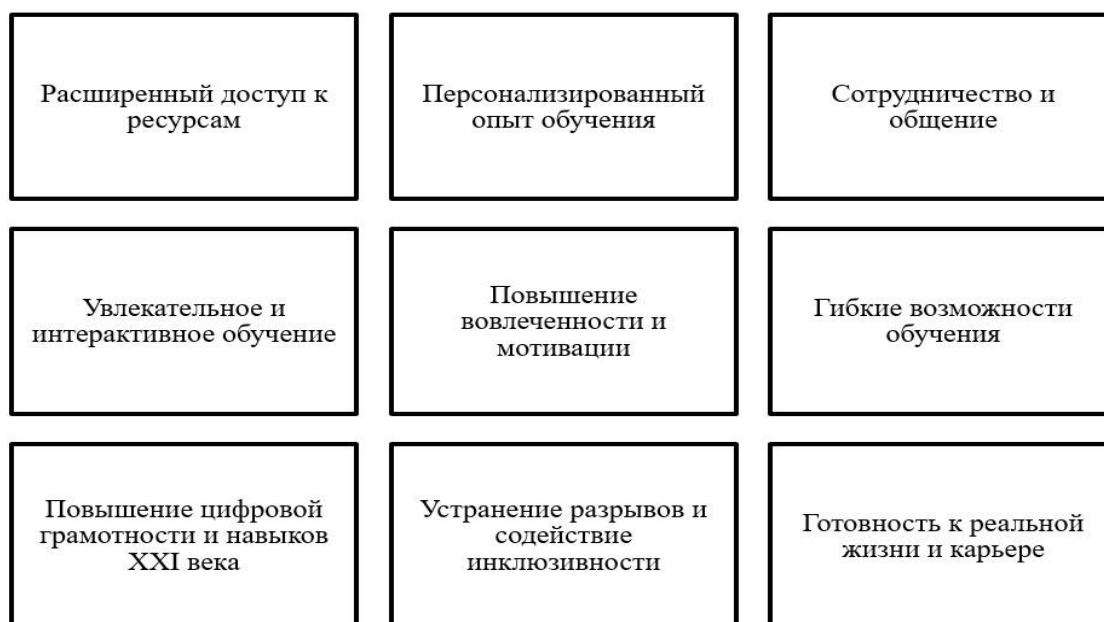 Расширенный доступ к
ресурсам
Персонализированный
опыт обучения
Сотрудничество и
общение
Увлекательное и
интерактивное обучение
Повышение
вовлеченности и
мотивации
Гибкие возможности
обучения
Повышение цифровой
грамотности и навыков
XXI века
Устранение разрывов и
содействие
инклюзивности
Готовность к реальной
жизни и карьере